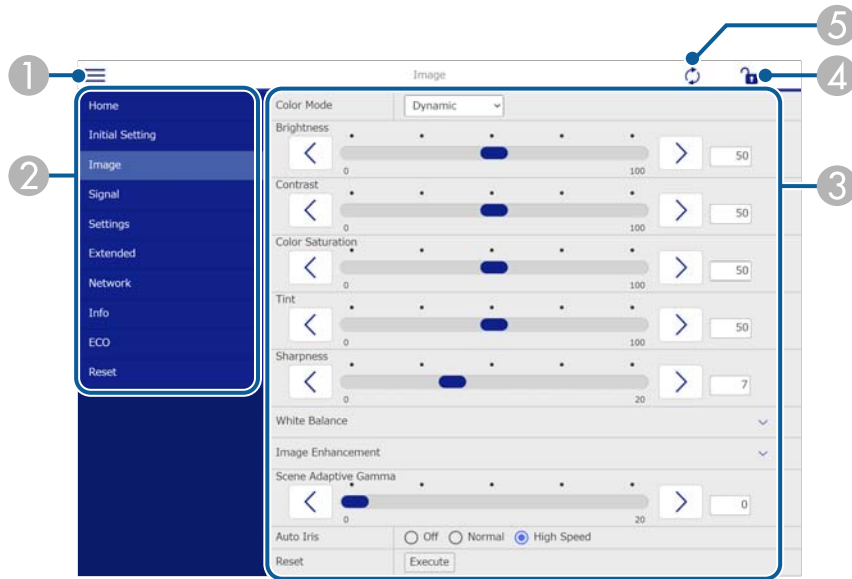 5
1
Image
4
2
Home
Initial Setting
Image
Signal
Settings
Extended
Network
Info
ECO
Reset
3
Color Mode
Dynamic
Brightness
0
100
50
Contrast
0
100
50
Color Saturation
0
100
50
Tint
0
100
50
Sharpness
0
20
7
White Balance
Image Enhancement
Scene Adaptive Gamma
0
20
0
Auto Iris
Off Normal High Speed
Reset
Execute